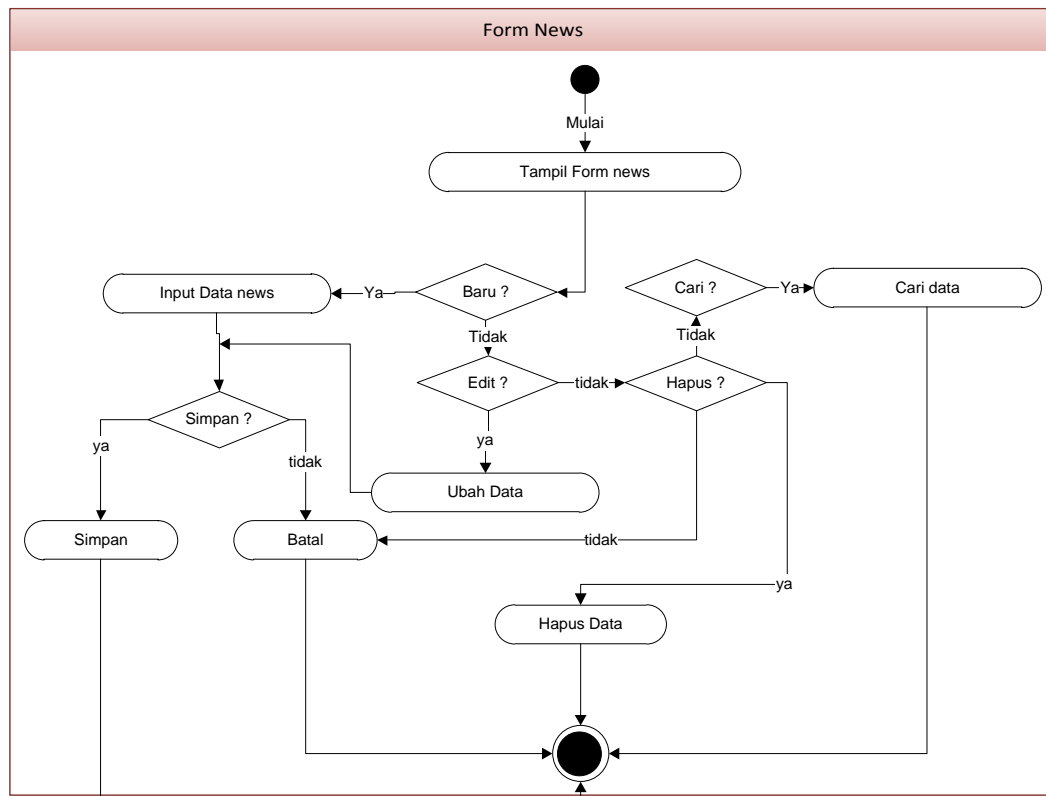 Form News
Mulai
Tampil Form news
Input Data news
Ya
Baru ?
Cari ?
Ya
Cari data
Tidak
Tidak
Edit ?
tidak
Hapus ?
Simpan ?
ya
tidak
ya
Ubah Data
Simpan
Batal
tidak
ya
Hapus Data